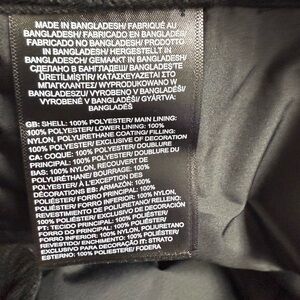 MADE IN BANGLADESH/ FABRIQUÉ AU
BANGLADESH/ FABRICADO EN BANGLADÉS/
FABRICADO NO BANGLADESH/ PRODOTTO
IN BANGLADESH/ HERGESTELLT IN
BANGLADESCH/ GEMAAKT IN BANGLADESH/
СДЕЛАНО В БАНГЛАДЕШ/ BANGLADEŞ'TE
ÜRETİLMİŞTİR/ ΚΑΤΑΣΚΕΥΑΖΕΤΑΙ ΣΤΟ
ΜΠΑΓΚΛΑΝΤΕΣ/ WYPRODUKOWANO W
BANGLADESZU/ VYROBENO V BANGLADÉŠI/
VYROBENÉ V BANGLADÉŠI/ GYÁRTVA:
BANGLADES
GB: SHELL: 100% POLYESTER/ MAIN LINING:
100% POLYESTER/ LOWER LINING: 100%
NYLON, POLYURETHANE COATING/ FILLING:
100% POLYESTER/ EXCLUSIVE OF DECORATION
CA: COQUE: 100% POLYESTER/ DOUBLURE DU
PRINCIPAL: 100% POLYESTER/ DOUBLURE
BAS: 100% NYLON, RECOUVERT DE
POLYURÉTHANE/ BOURRAGE: 100%
POLYESTER/ À L'EXCEPTION DES
DÉCORATIONS ES: ARMAZÓN: 100%
POLIÉSTER/ FORRO PRINCIPAL: 100%
POLIÉSTER/ FORRO INFERIOR: 100% NYLON,
REVESTIMIENTO DE POLIURETANO/ RELLENO:
100% POLIÉSTER/ EXCLUSIVO DE DECORACIÓN
PT: TECIDO PRINCIPAL: 100% POLIÉSTER/
FORRO DO PRINCIPAL: 100% POLIÉSTER/
FORRO INFERIOR: 100% NYLON, POLIURETANO
REVESTIDO/ ENCHIMENTO: 100% POLIÉSTER/
EXCLUSIVO PARA DECORAÇÃO IT: STRATO
ESTERNO: 100% POLIESTERE/ FODERA